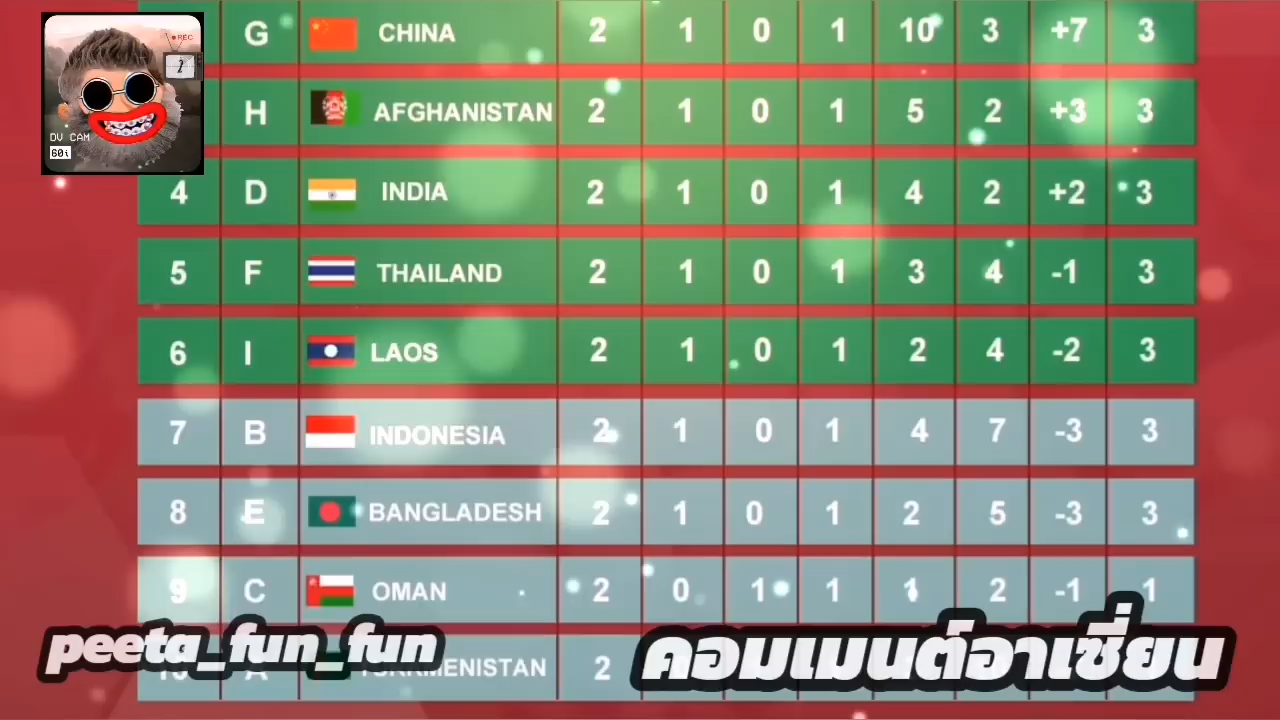 G CHINA 2 1 0 1 10 3 +7 3
REC
H AFGHANISTAN 2 1 0 1 5 2 +3 3
DV CAM
60i
4 D INDIA 2 1 0 1 4 2 +2 3
5 F THAILAND 2 1 0 1 3 4 -1 3
6 I LAOS 2 1 0 1 2 4 -2 3
7 B INDONESIA 2 1 0 1 4 7 -3 3
8 E BANGLADESH 2 1 0 1 2 5 -3 3
9 C OMAN 2 0 1 1 1 2 -1 1
2
peeta_fun_fun
คอมเมนต์อาเซี่ยน